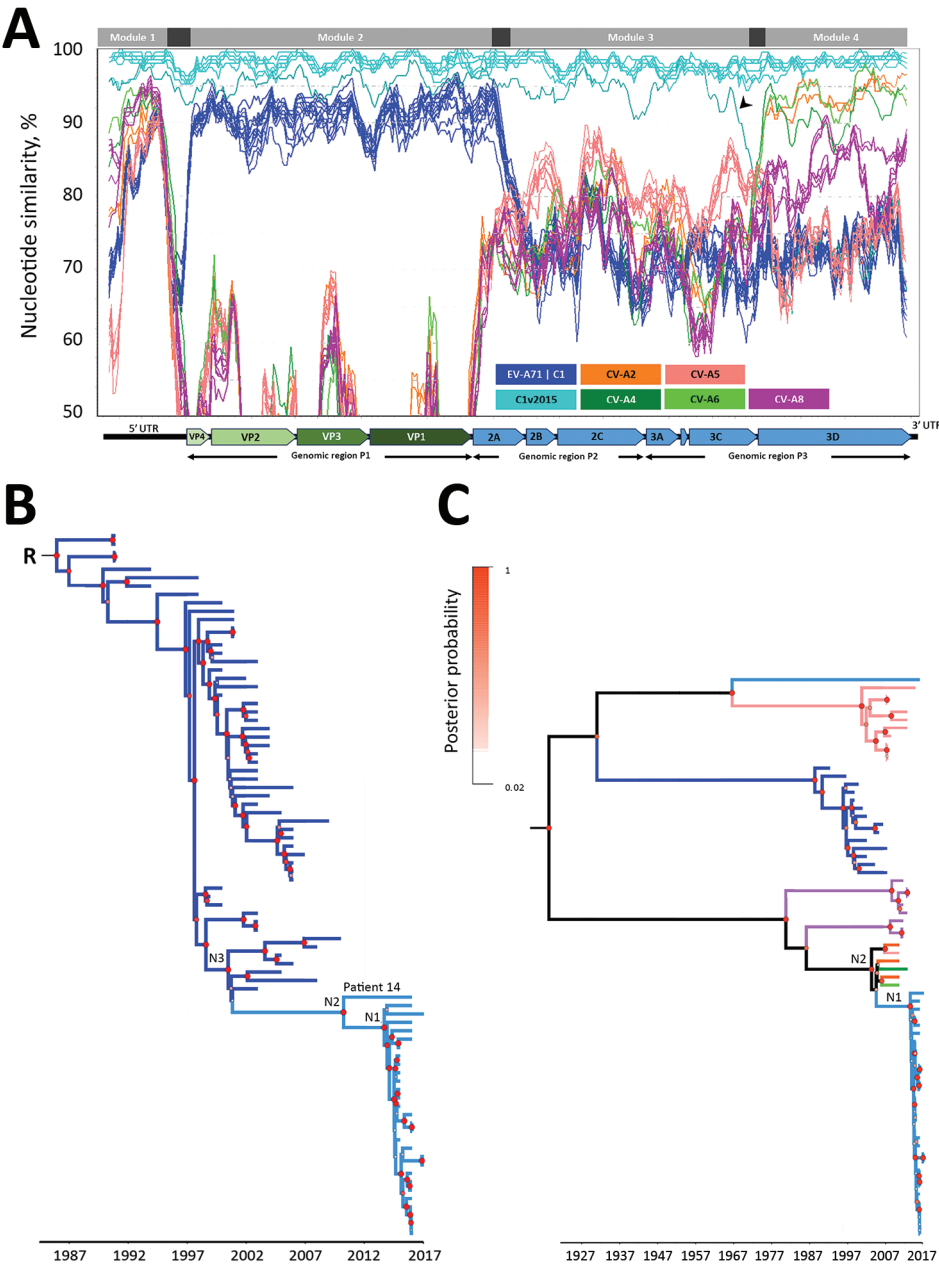 A
Module 1 Module 2 Module 3 Module 4
Nucleotide similarity, %
100
90
80
70
60
50
EV-A71 | C1 CV-A2 CV-A5
C1v2015 CV-A4 CV-A6 CV-A8
5' UTR 3' UTR
VP4 VP2 VP3 VP1 2A 2B 2C 3A 3C 3D
Genomic region P1 Genomic region P2 Genomic region P3
B
R
N3
N2
Patient 14
N1
1987 1992 1997 2002 2007 2012 2017
C
Posterior probability
1
0.02
N2
N1
1927 1937 1947 1957 1967 1977 1987 1997 2007 2017